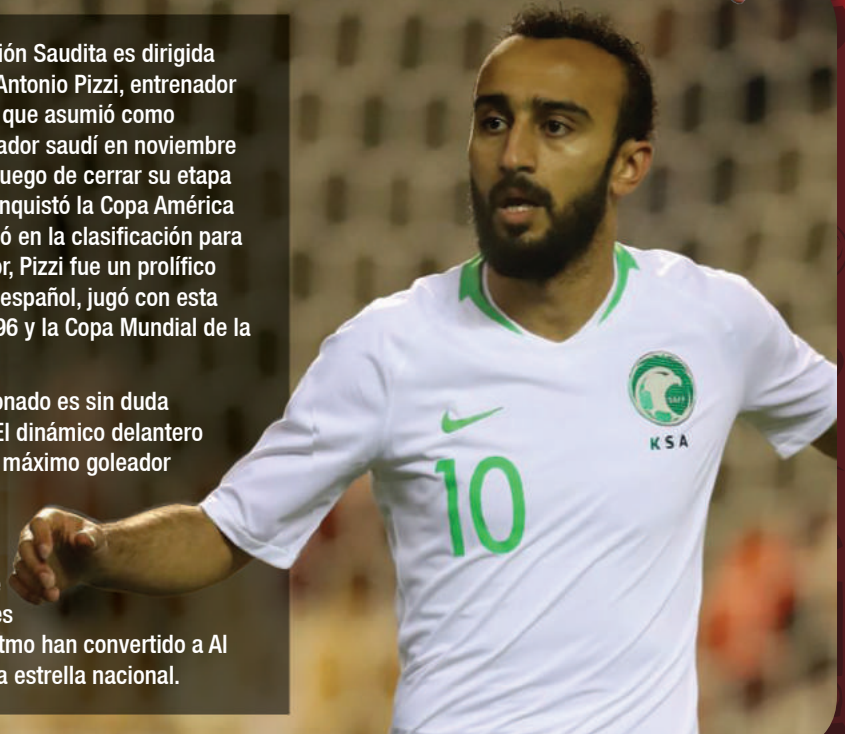 ión Saudita es dirigida
Antonio Pizzi, entrenador
que asumió como
ador saudí en noviembre
uego de cerrar su etapa
nquistó la Copa América
ó en la clasificación para
or, Pizzi fue un prolífico
español, jugó con esta
96 y la Copa Mundial de la
onado es sin duda
El dinámico delantero
máximo goleador
es
tmo han convertido a Al
a estrella nacional.
SAFF
KSA
10